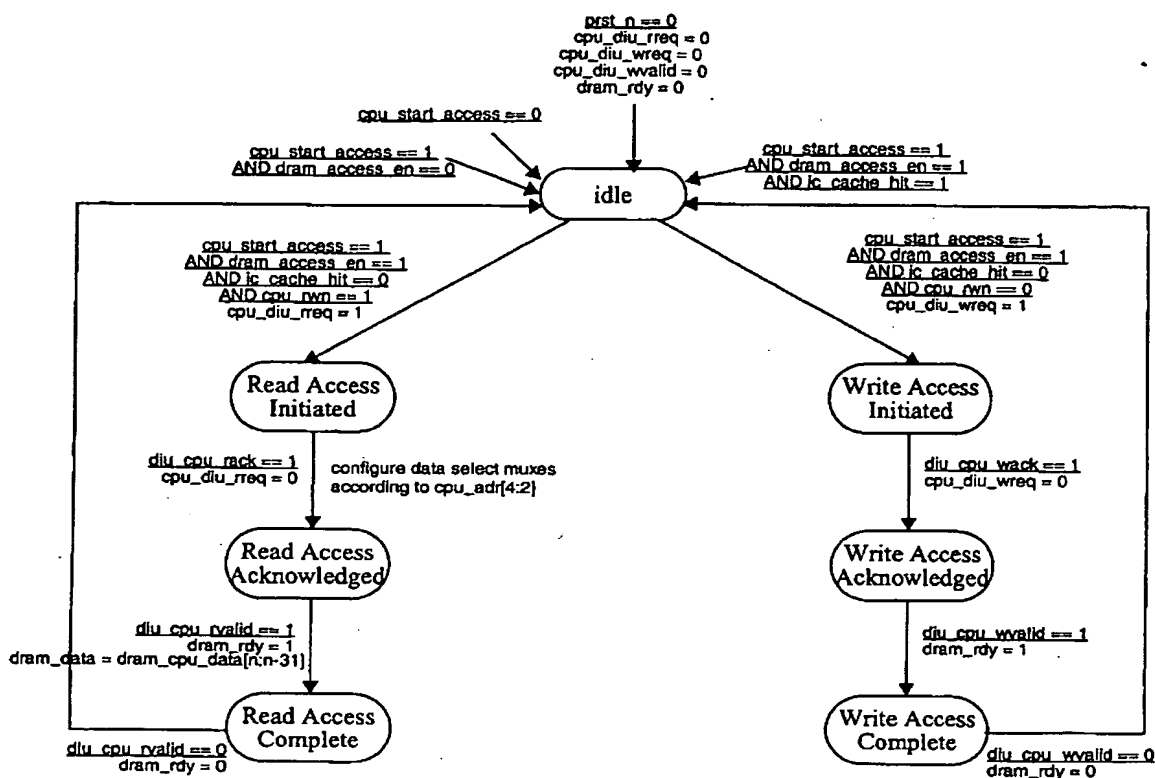 prst_n == 0
cpu_diu_rreq = 0
cpu_diu_wreq = 0
cpu_diu_wvalid = 0
dram_rdy = 0
cpu_start_access == 0
cpu_start_access == 1
AND dram_access_en == 0
cpu_start_access == 1
AND dram_access_en == 1
AND ic_cache_hit == 1
idle
cpu_start_access == 1
AND dram_access_en == 1
AND ic_cache_hit == 0
AND cpu_rwn == 1
cpu_diu_rreq = 1
cpu_start_access == 1
AND dram_access_en == 1
AND ic_cache_hit == 0
AND cpu_rwn == 0
cpu_diu_wreq = 1
Read Access
Initiated
Write Access
Initiated
diu_cpu_rack == 1
cpu_diu_rreq = 0
configure data select muxes
according to cpu_adr[4:2]
diu_cpu_wack == 1
cpu_diu_wreq = 0
Read Access
Acknowledged
Write Access
Acknowledged
diu_cpu_rvalid == 1
dram_rdy = 1
dram_data = dram_cpu_data[n:n-31]
diu_cpu_wvalid == 1
dram_rdy = 1
Read Access
Complete
Write Access
Complete
diu_cpu_rvalid == 0
dram_rdy = 0
diu_cpu_wvalid == 0
dram_rdy = 0